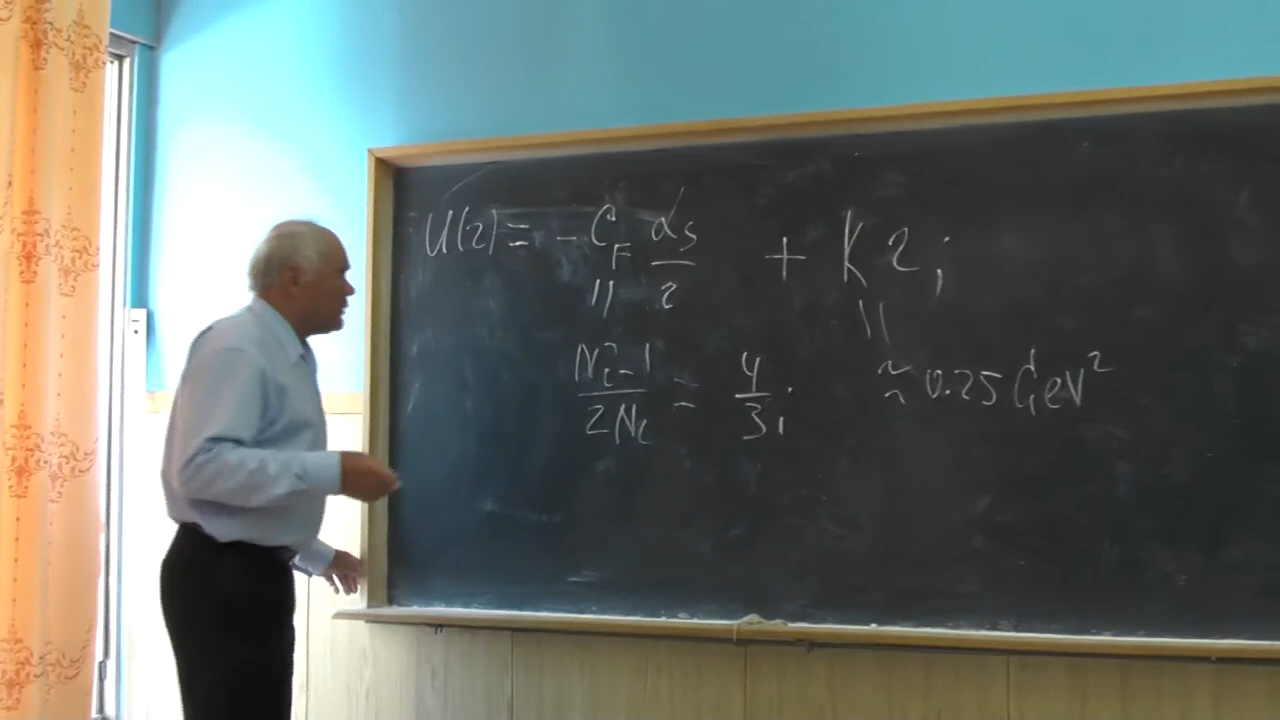 U(r) = - C_F α_s/r + K r;
|| ||
N_c²-1/2N_c = 4/3; ≈ 0.25 GeV²